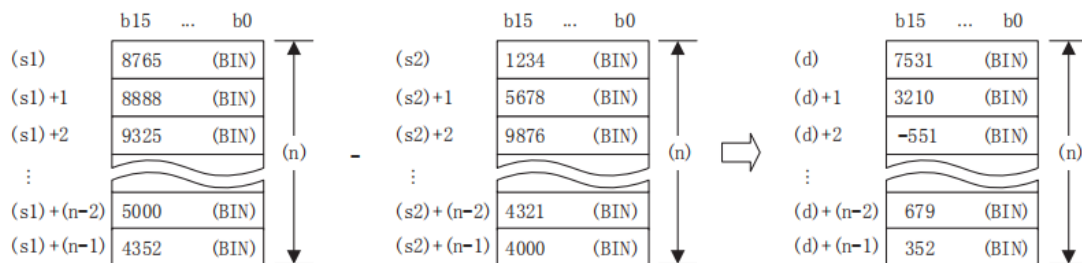 b15 ... b0 b15 ... b0 b15 ... b0
(s1) 8765 (BIN) (s2) 1234 (BIN) (d) 7531 (BIN)
(s1)+1 8888 (BIN) (s2)+1 5678 (BIN) (d)+1 3210 (BIN)
(s1)+2 9325 (BIN) (n) - (s2)+2 9876 (BIN) (n) (d)+2 -551 (BIN) (n)
⋮ ⋮ ⋮
(s1)+(n-2) 5000 (BIN) (s2)+(n-2) 4321 (BIN) (d)+(n-2) 679 (BIN)
(s1)+(n-1) 4352 (BIN) (s2)+(n-1) 4000 (BIN) (d)+(n-1) 352 (BIN)